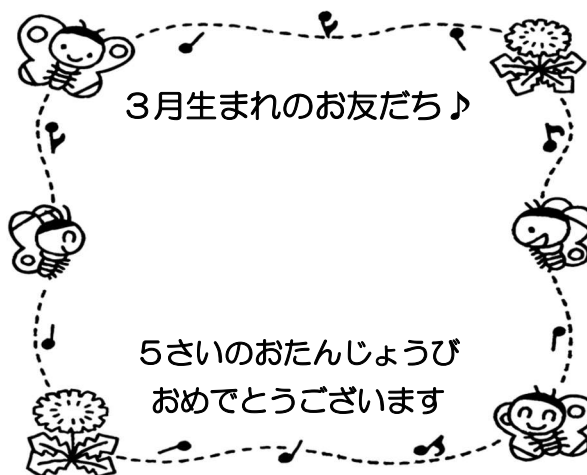 ３月生まれのお友だち♪
５さいのおたんじょうび
おめでとうございます